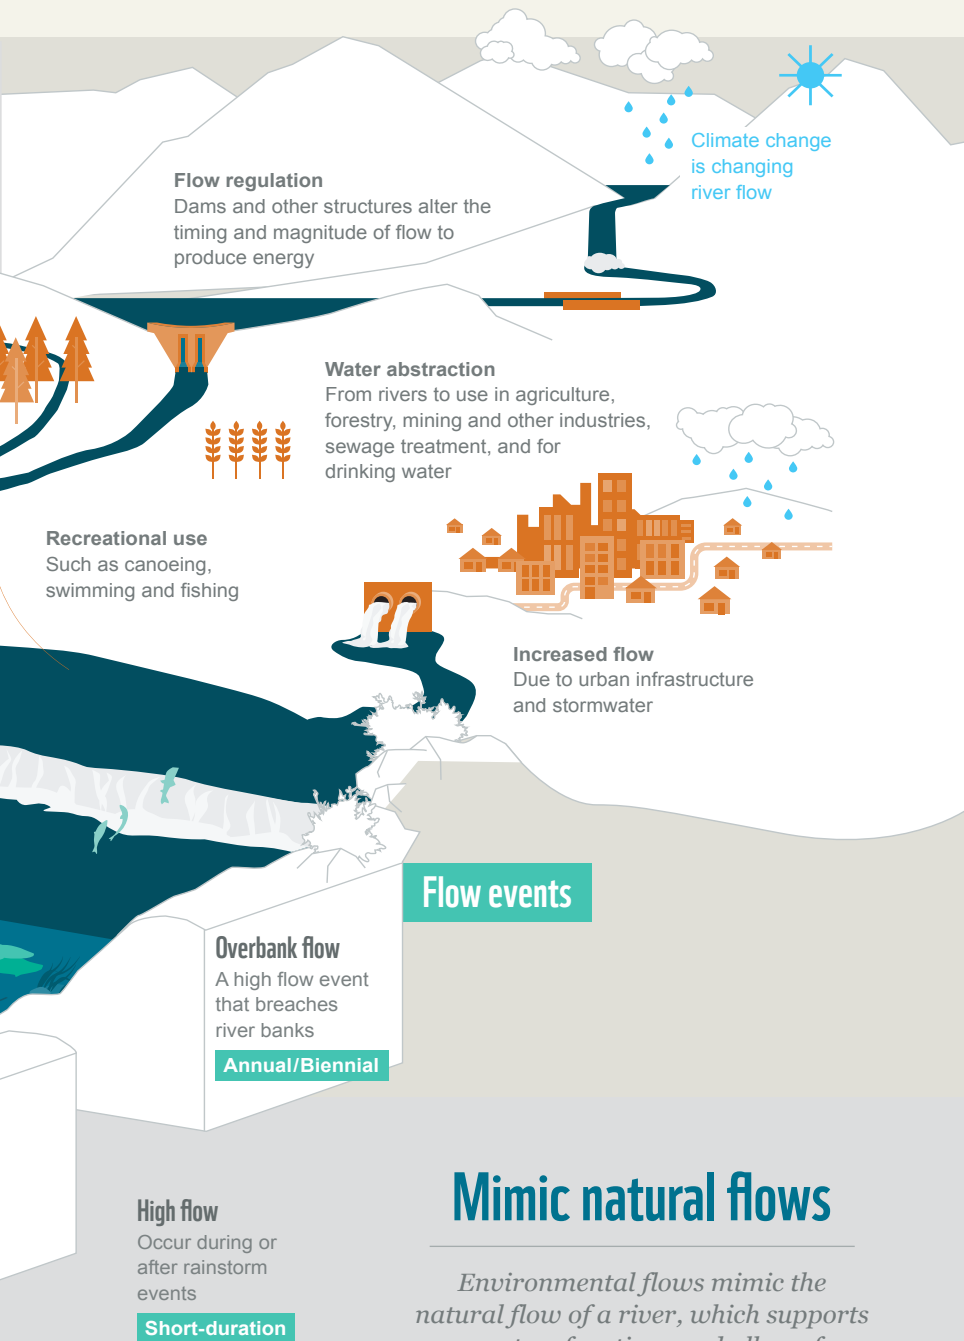 Climate change
is changing
river flow
Flow regulation
Dams and other structures alter the
timing and magnitude of flow to
produce energy
Water abstraction
From rivers to use in agriculture,
forestry, mining and other industries,
sewage treatment, and for
drinking water
Recreational use
Such as canoeing,
swimming and fishing
Increased flow
Due to urban infrastructure
and stormwater
Flow events
Overbank flow
A high flow event
that breaches
river banks
Annual/Biennial
High flow
Occur during or
after rainstorm
events
Short-duration
Mimic natural flows
Environmental flows mimic the
natural flow of a river, which supports